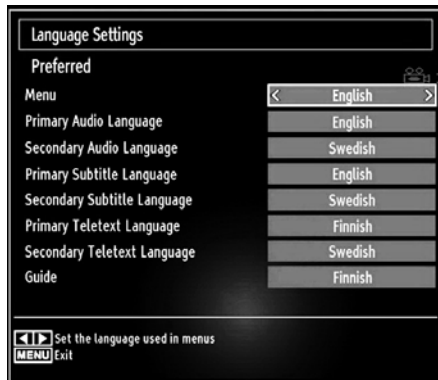 Language Settings
Preferred
Menu < English >
Primary Audio Language English
Secondary Audio Language Swedish
Primary Subtitle Language English
Secondary Subtitle Language Swedish
Primary Teletext Language Finnish
Secondary Teletext Language Swedish
Guide Finnish
Set the language used in menus
MENU Exit